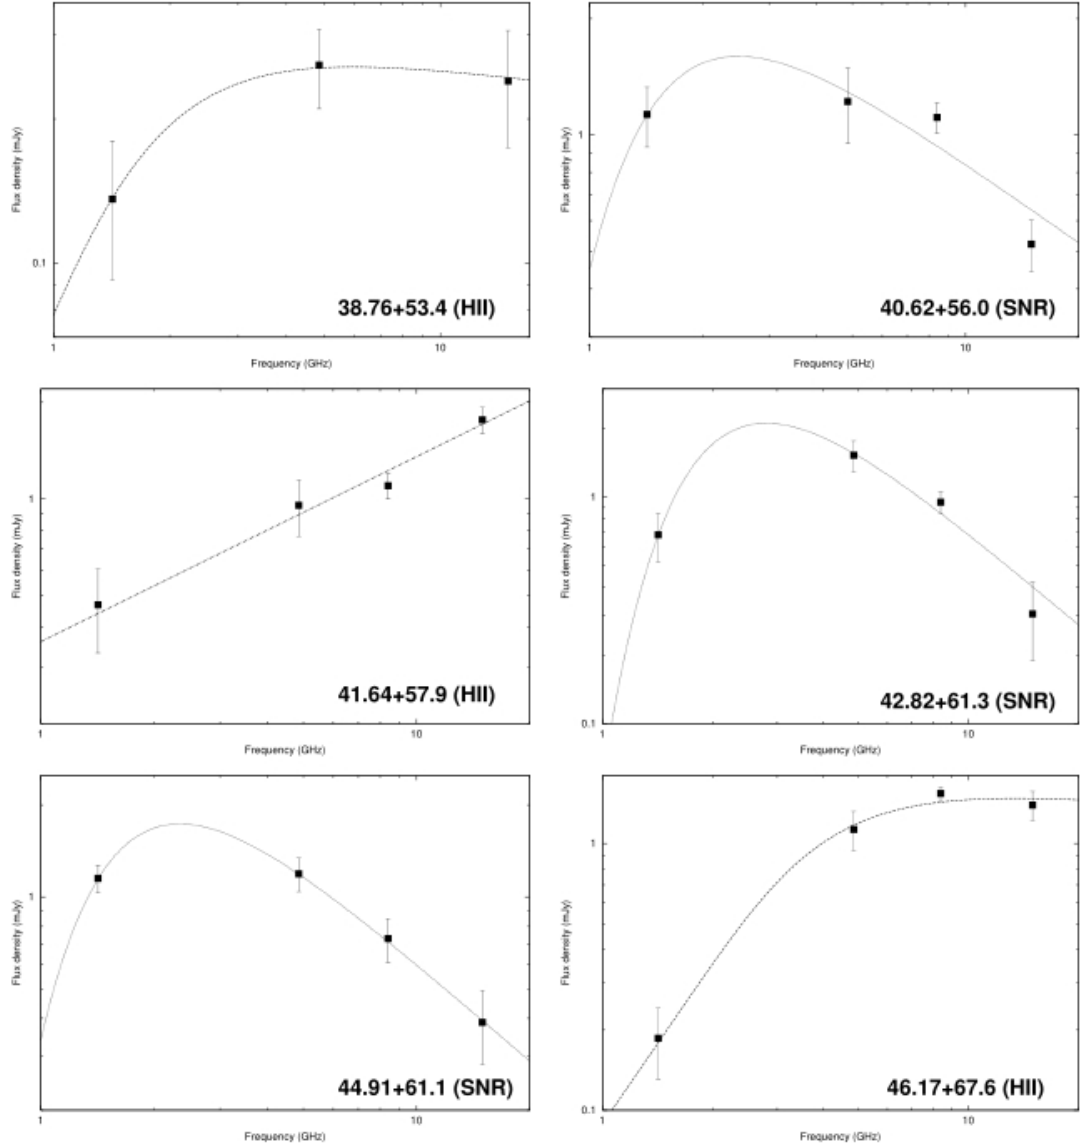 Flux density (mJy)
0.1
38.76+53.4 (HII)
1
10
Frequency (GHz)
Flux density (mJy)
1
40.62+56.0 (SNR)
1
10
Frequency (GHz)
Flux density (mJy)
1
41.64+57.9 (HII)
1
10
Frequency (GHz)
Flux density (mJy)
1
42.82+61.3 (SNR)
0.1
1
10
Frequency (GHz)
Flux density (mJy)
1
44.91+61.1 (SNR)
1
10
Frequency (GHz)
Flux density (mJy)
1
46.17+67.6 (HII)
0.1
1
10
Frequency (GHz)